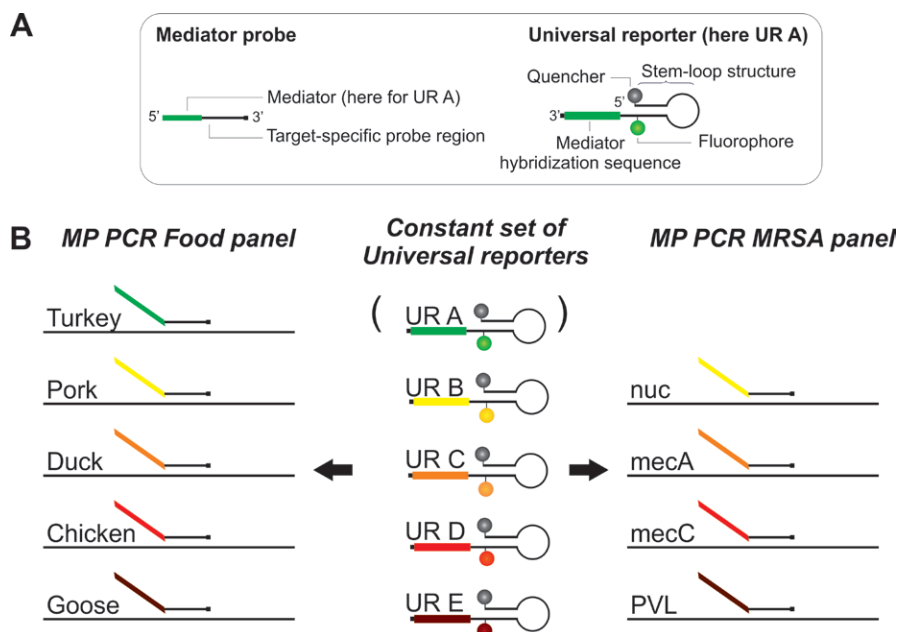 A
Mediator probe
Universal reporter (here UR A)
Quencher
Stem-loop structure
5’
Mediator (here for UR A)
5’
3’
3’
Target-specific probe region
Mediator
hybridization sequence
Fluorophore
B
MP PCR Food panel
Constant set of
Universal reporters
MP PCR MRSA panel
Turkey
( UR A )
Pork
UR B
nuc
Duck
UR C
mecA
Chicken
UR D
mecC
Goose
UR E
PVL